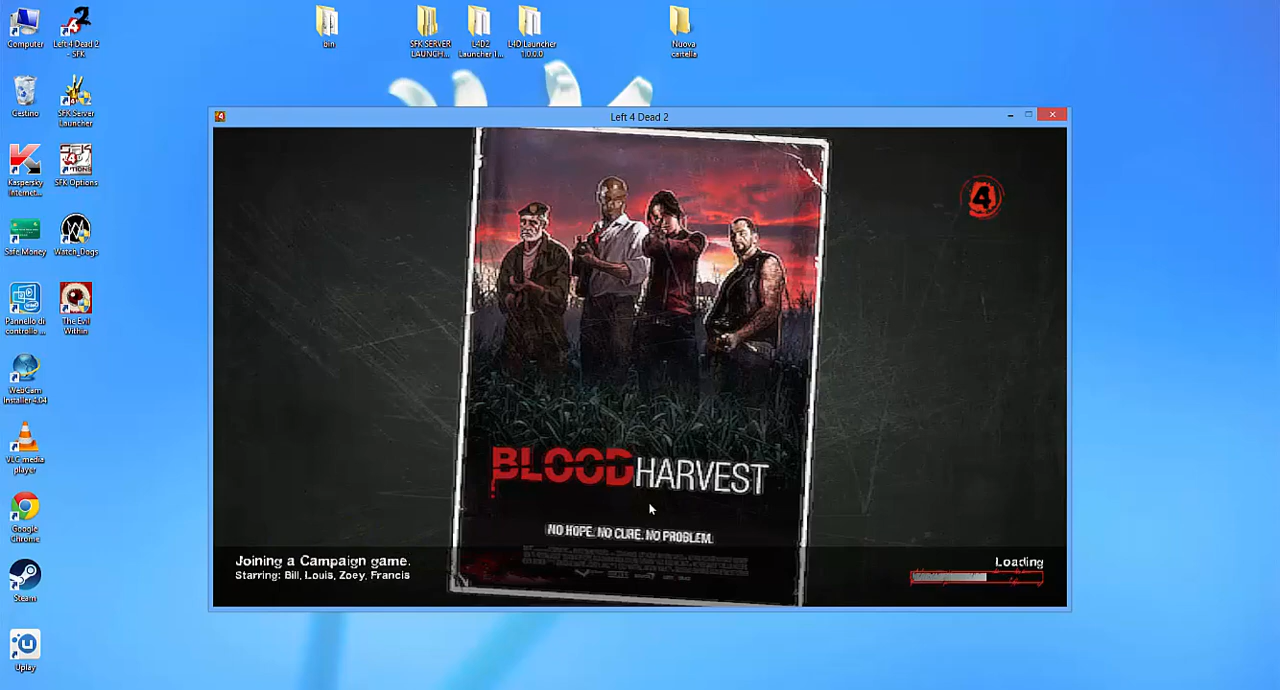 Computer
Left 4 Dead 2
- SFK
bin
SFK SERVER
LAUNCH...
L4D2
Launcher I...
L4D Launcher
1.0.0.0
Nuova
cartella
Cestino
SFK Server
Launcher
Left 4 Dead 2
Kaspersky
Internet...
SFK Options
Safe Money
Watch_Dogs
Pannello di
controllo ...
The Evil
Within
WebCam
Installer 4.04
VLC media
player
Google
Chrome
Steam
Uplay
4
BLOOD HARVEST
NO HOPE. NO CURE. NO PROBLEM.
Joining a Campaign game.
Starring: Bill, Louis, Zoey, Francis
Loading